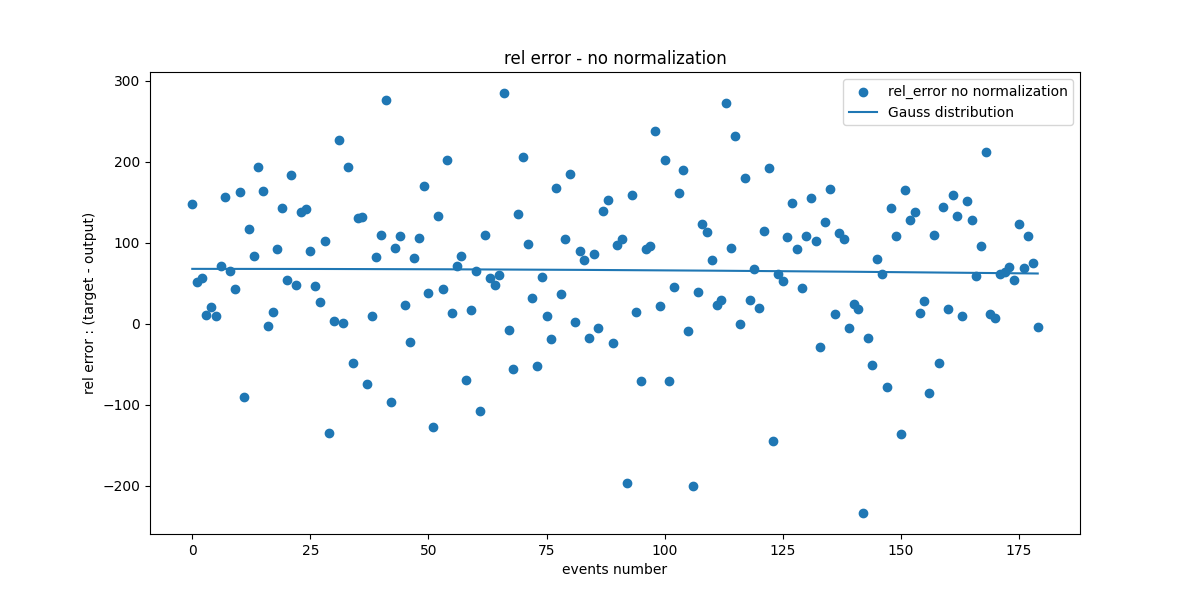 rel error - no normalization
rel_error no normalization
Gauss distribution
300
200
100
0
−100
−200
rel error : (target - output)
0
25
50
75
100
125
150
175
events number